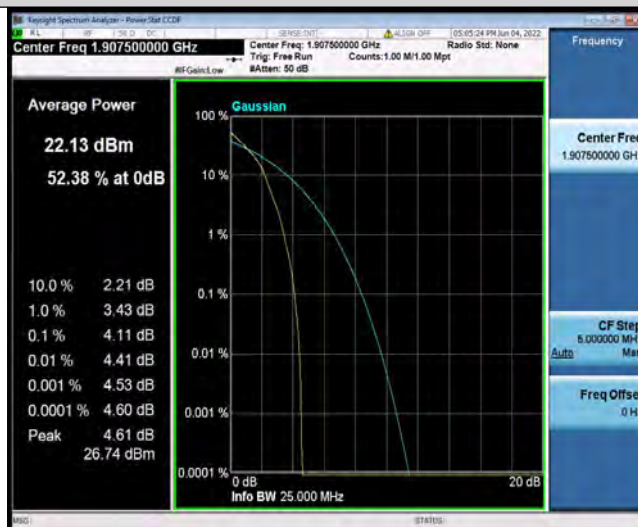 Keysight Spectrum Analyzer - Power Stat CCDF
RL RF 50 Ω DC SENSE:INT ALIGN OFF 05:05:24 PM Jun 04, 2022
Center Freq 1.907500000 GHz
Center Freq: 1.907500000 GHz Radio Std: None
Trig: Free Run Counts:1.00 M/1.00 Mpt
#IFGain:Low #Atten: 50 dB
Frequency
Average Power
22.13 dBm
52.38 % at 0dB
10.0 % 2.21 dB
1.0 % 3.43 dB
0.1 % 4.11 dB
0.01 % 4.41 dB
0.001 % 4.53 dB
0.0001 % 4.60 dB
Peak 4.61 dB
26.74 dBm
Gaussian
100 %
10 %
1 %
0.1 %
0.01 %
0.001 %
0.0001 %
0 dB 20 dB
Info BW 25.000 MHz
Center Fre
1.907500000 GH
CF Step
5.000000 MH
Auto Ma
Freq Offse
0 H
MSG STATUS